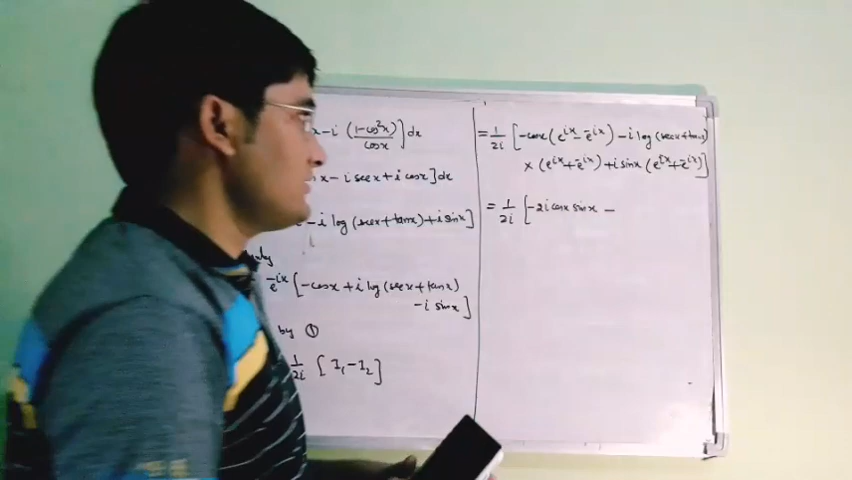 x - i (1-cos²x)/cosx ] dx
x - i secx + i cosx ] dx
- i log (secx + tanx) + i sinx ]
by
e^-ix [ -cosx + i log (secx + tanx)
- i sinx ]
by ①
1/2i [ I₁ - I₂ ]
= 1/2i [ -cosx (e^ix - e^-ix) - i log (secx + tanx)
× (e^ix + e^-ix) + i sinx (e^ix + e^-ix) ]
= 1/2i [ -2i cosx sinx -